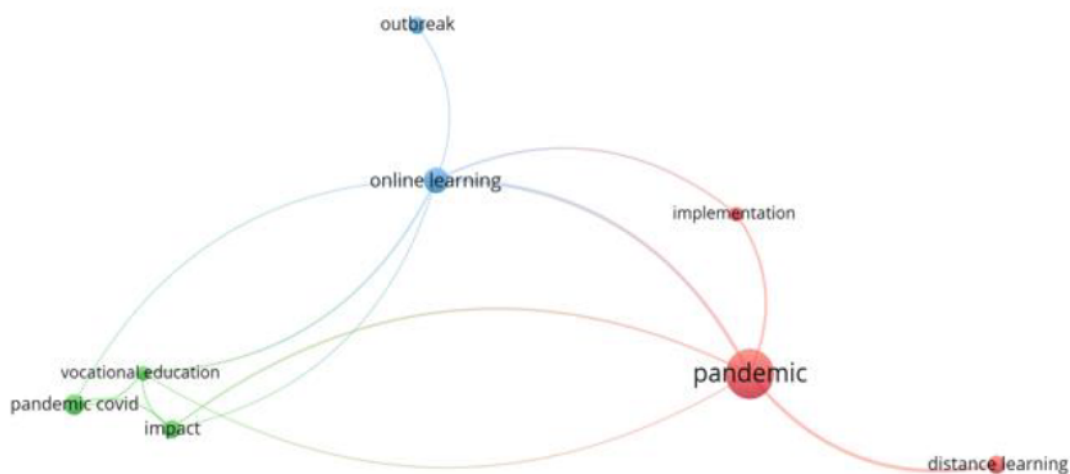 outbreak
online learning
implementation
vocational education
pandemic
pandemic covid
impact
distance learning